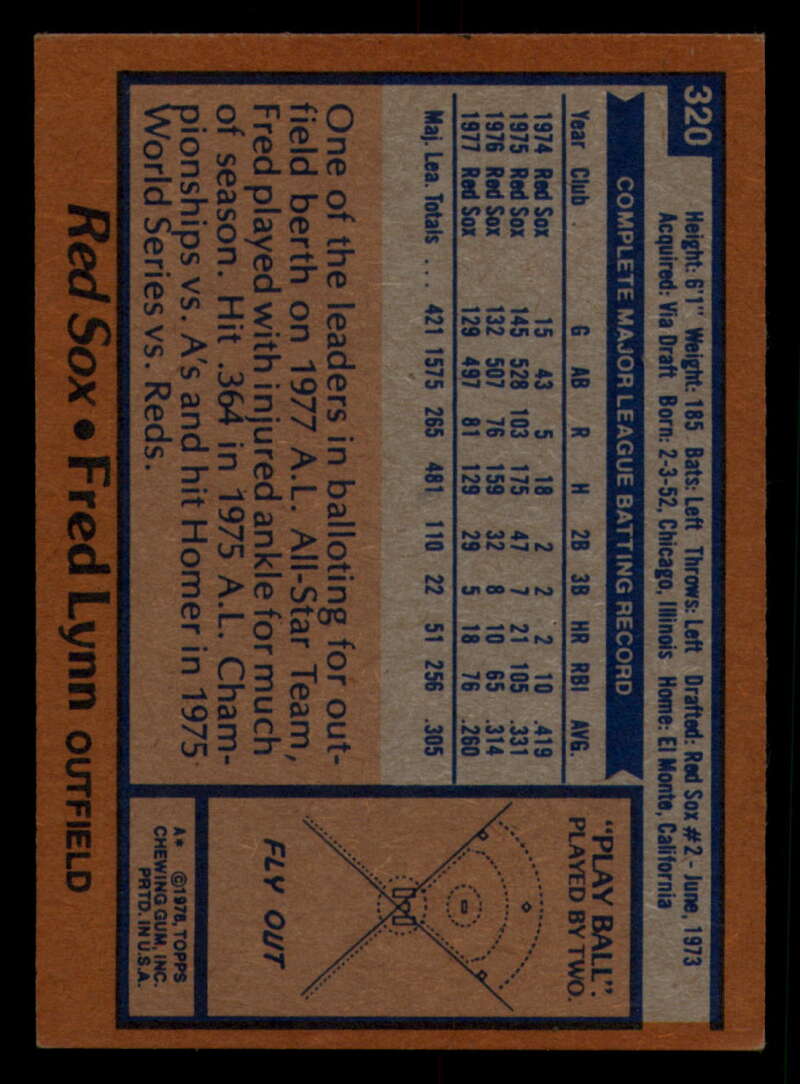 320
Height: 6'1" Weight: 185 Bats: Left Throws: Left Drafted: Red Sox #2 - June, 1973
Acquired: Via Draft Born: 2-3-52, Chicago, Illinois Home: El Monte, California
COMPLETE MAJOR LEAGUE BATTING RECORD
Year Club G AB R H 2B 3B HR RBI AVG.
1974 Red Sox 15 43 5 18 2 2 2 10 .419
1975 Red Sox 145 528 103 175 47 7 21 105 .331
1976 Red Sox 132 507 76 159 32 8 10 65 .314
1977 Red Sox 129 497 81 129 29 5 18 76 .260
Maj. Lea. Totals ... 421 1575 265 481 110 22 51 256 .305
One of the leaders in balloting for out-
field berth on 1977 A.L. All-Star Team,
Fred played with injured ankle for much
of season. Hit .364 in 1975 A.L. Cham-
pionships vs. A's and hit Homer in 1975
World Series vs. Reds.
"PLAY BALL":
PLAYED BY TWO.
FLY OUT
A* ©1978, TOPPS
CHEWING GUM, INC.
PRTD. IN U.S.A.
Red Sox • Fred Lynn OUTFIELD